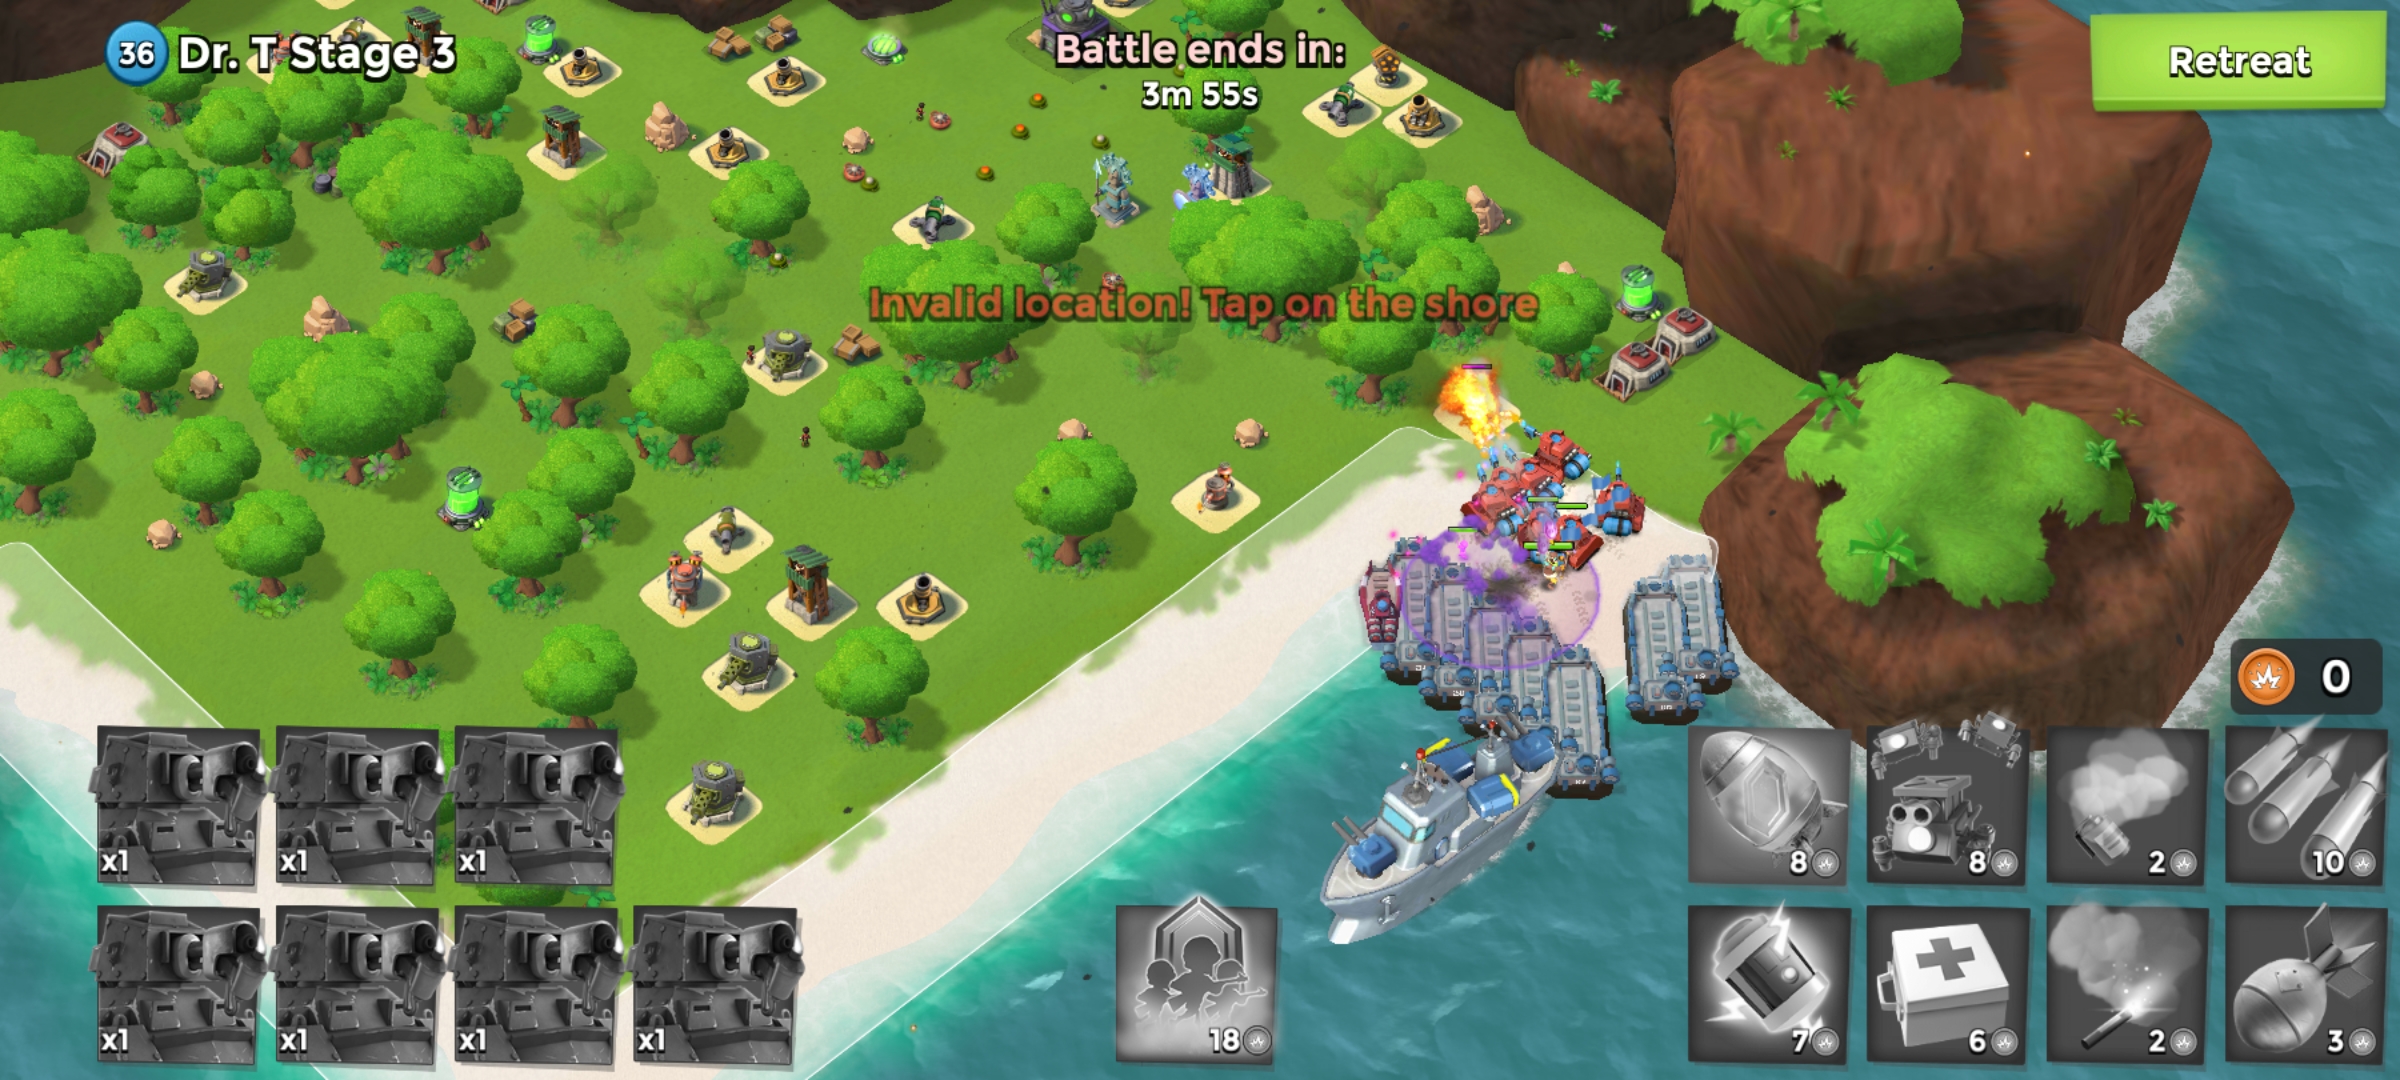 36 Dr. T Stage 3
Battle ends in:
3m 55s
Retreat
Invalid location! Tap on the shore
0
x1 x1 x1
8 8 2 10
x1 x1 x1 x1
18
7 6 2 3